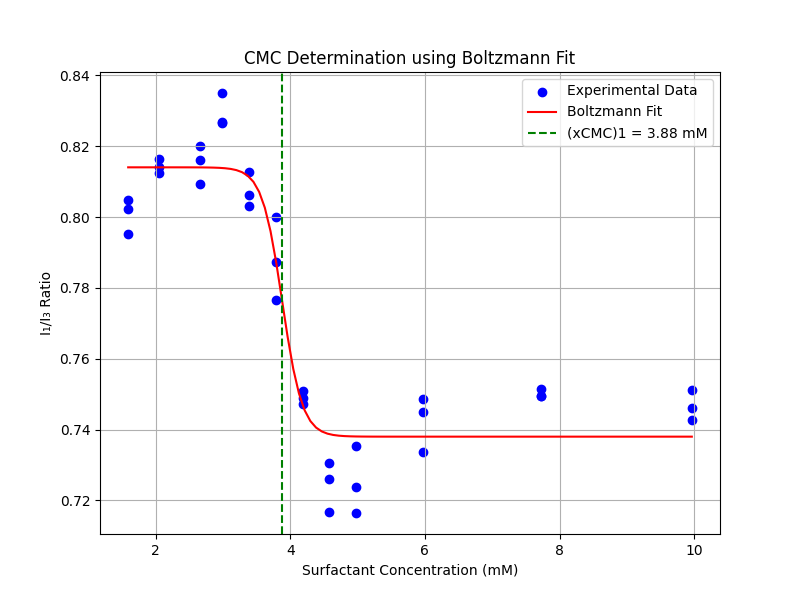 CMC Determination using Boltzmann Fit
Experimental Data
Boltzmann Fit
(xCMC)1 = 3.88 mM
0.84
0.82
0.80
0.78
0.76
0.74
0.72
I₁/I₃ Ratio
2
4
6
8
10
Surfactant Concentration (mM)